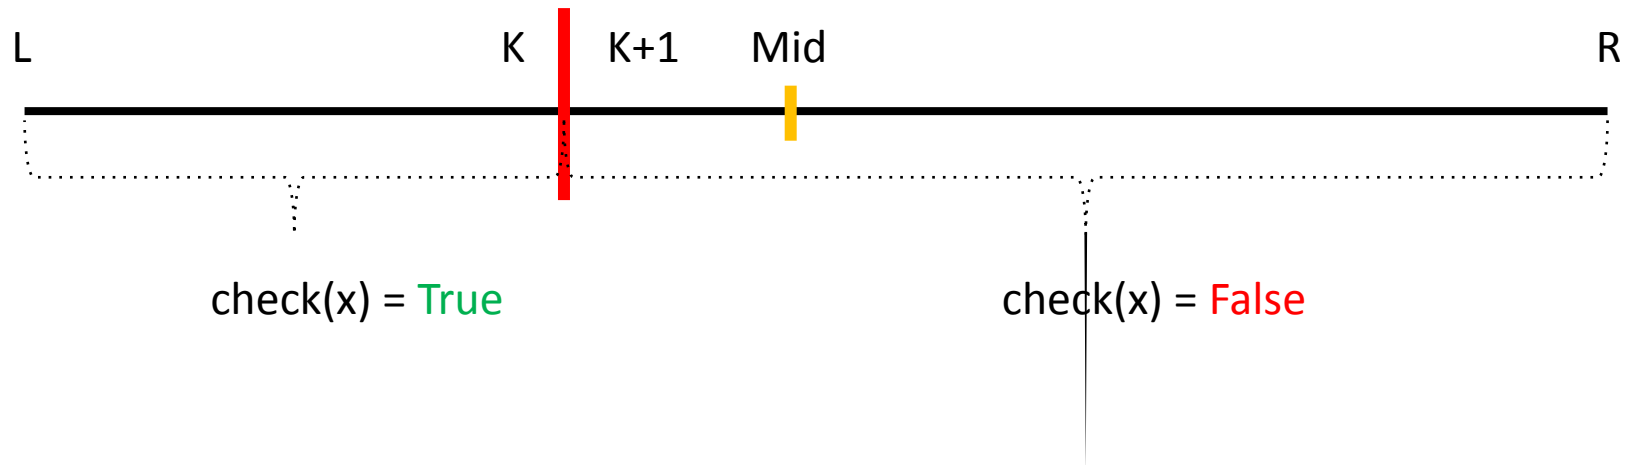 L K K+1 Mid R
check(x) = True check(x) = False